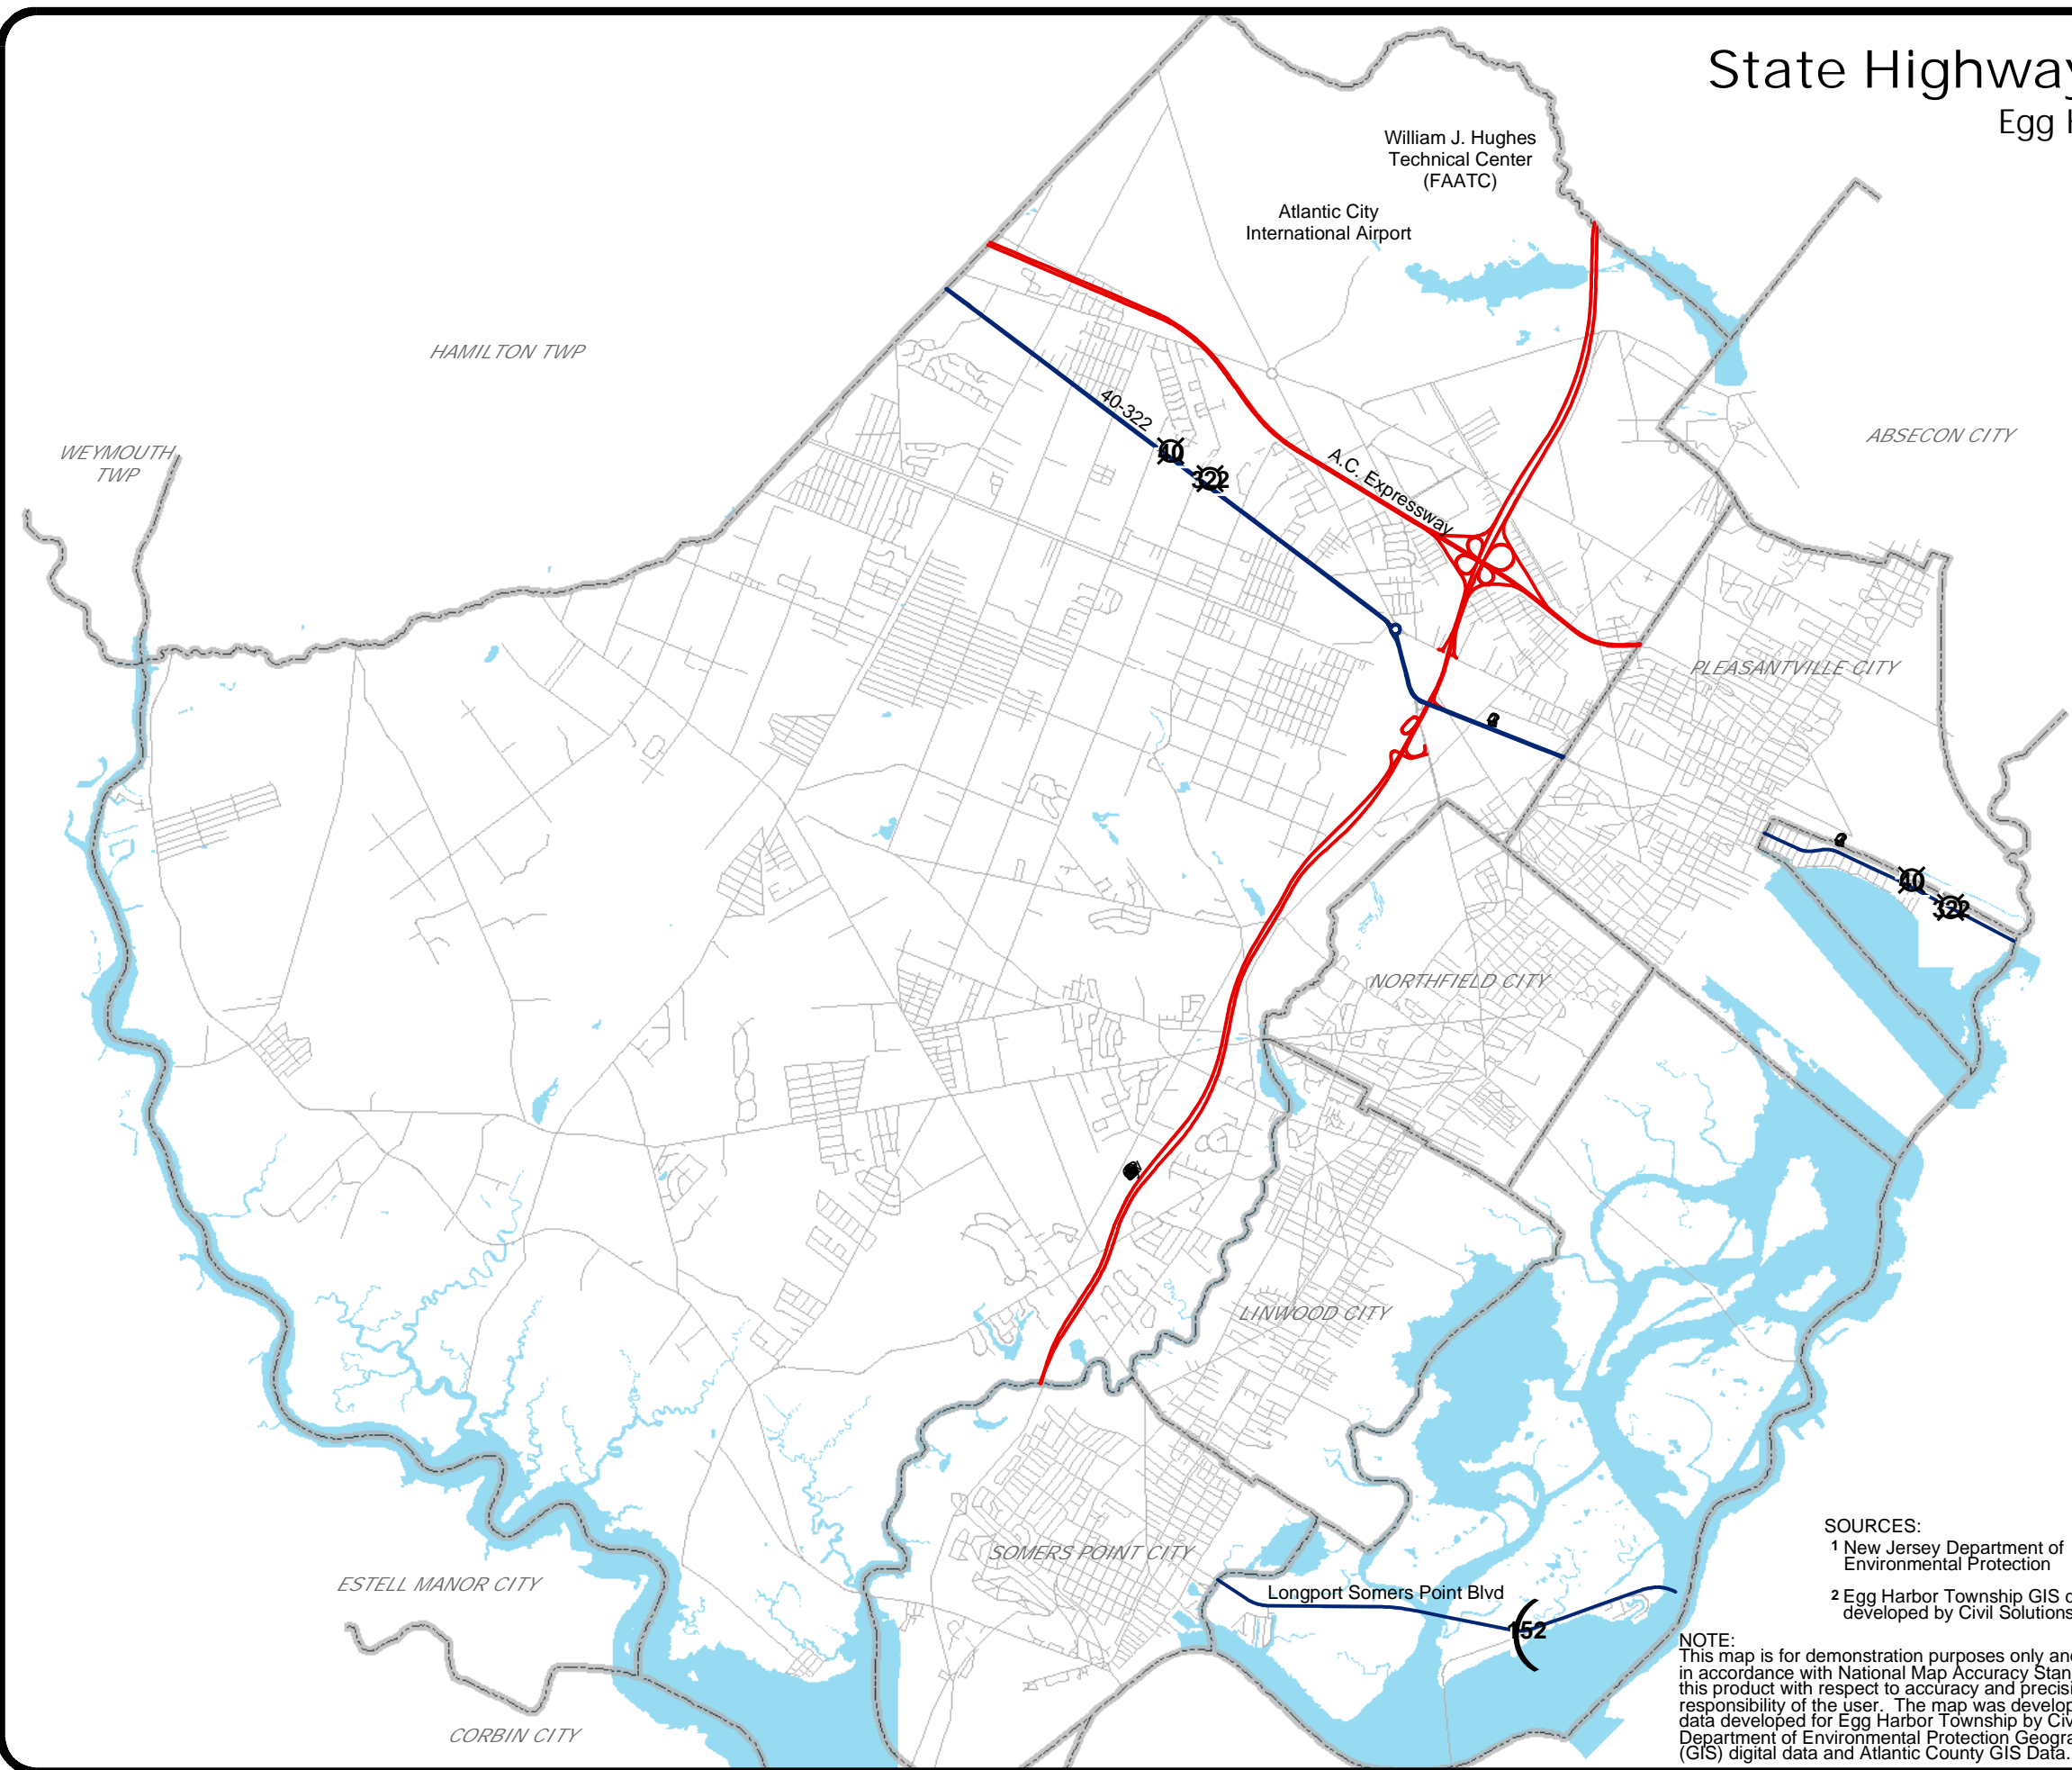 State Highway
Egg H
William J. Hughes
Technical Center
(FAATC)
Atlantic City
International Airport
HAMILTON TWP
WEYMOUTH
TWP
ABSECON CITY
40-322
40
322
A.C. Expressway
PLEASANTVILLE CITY
40
322
NORTHFIELD CITY
LINWOOD CITY
SOMERS POINT CITY
ESTELL MANOR CITY
CORBIN CITY
Longport Somers Point Blvd
152
SOURCES:
1 New Jersey Department of
Environmental Protection
2 Egg Harbor Township GIS d
developed by Civil Solutions
NOTE:
This map is for demonstration purposes only and
in accordance with National Map Accuracy Stan
this product with respect to accuracy and precisi
responsibility of the user. The map was develop
data developed for Egg Harbor Township by Civ
Department of Environmental Protection Geogra
(GIS) digital data and Atlantic County GIS Data.